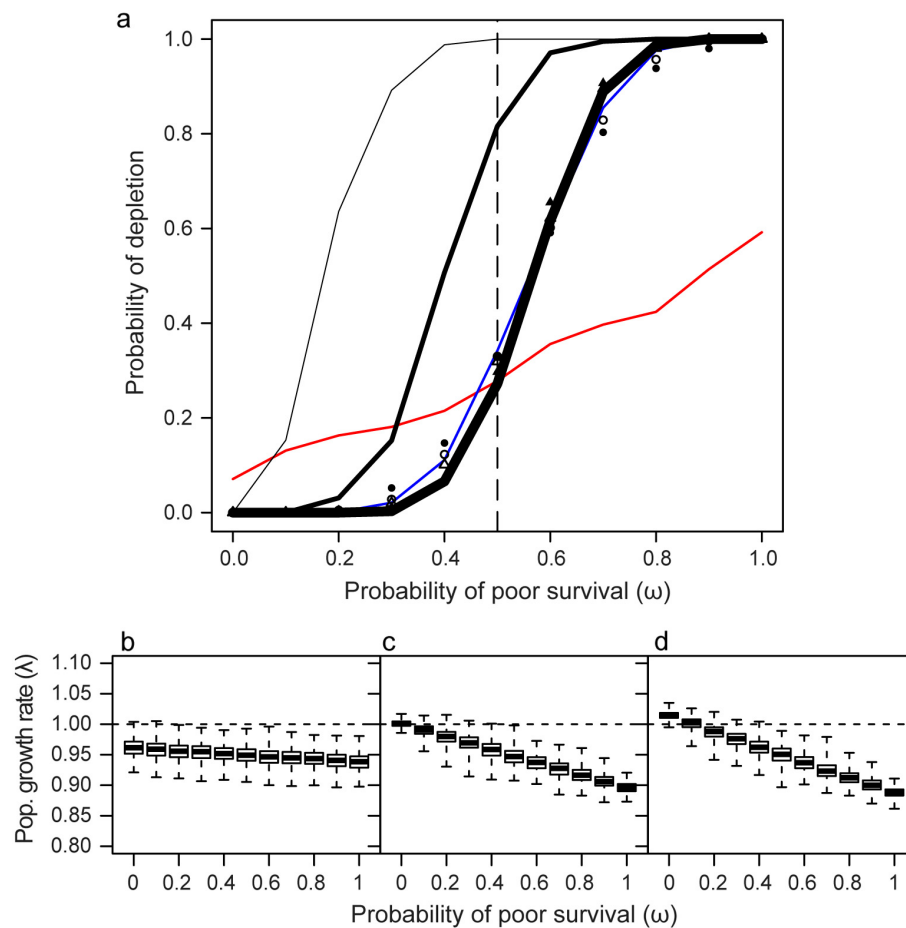 a
Probability of depletion
1.0
0.8
0.6
0.4
0.2
0.0
0.0 0.2 0.4 0.6 0.8 1.0
Probability of poor survival (ω)
b c d
Pop. growth rate (λ)
1.10
1.05
1.00
0.95
0.90
0.85
0.80
0 0.2 0.4 0.6 0.8 1 0 0.2 0.4 0.6 0.8 1 0 0.2 0.4 0.6 0.8 1
Probability of poor survival (ω)